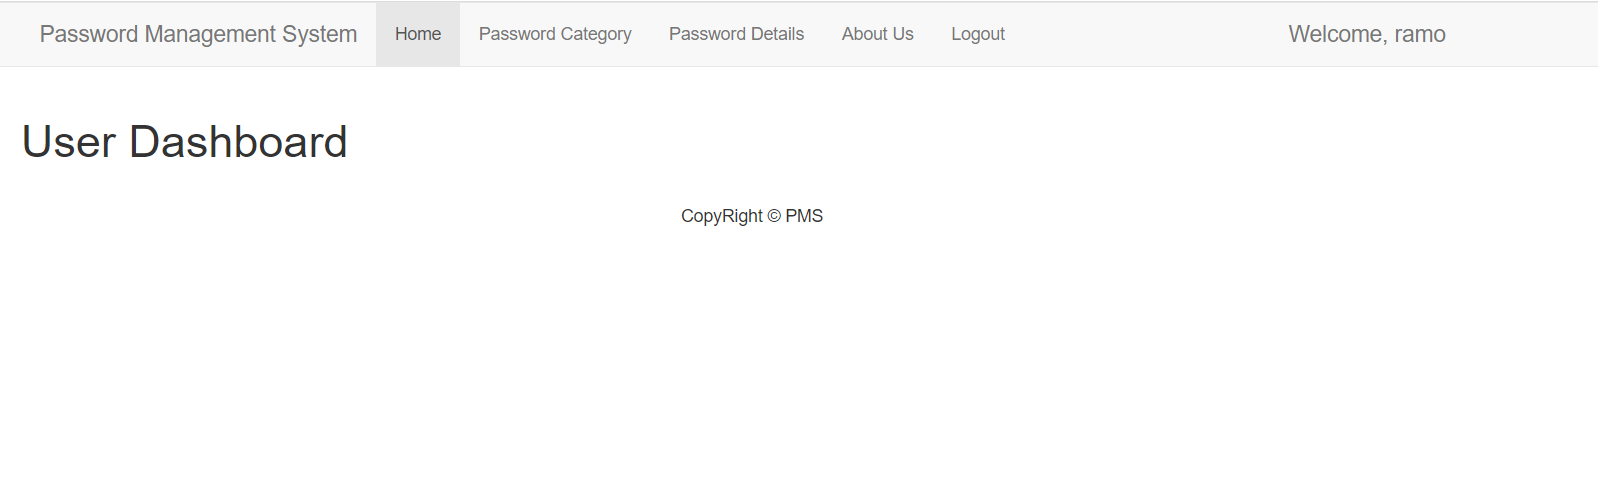 Password Management System Home Password Category Password Details About Us Logout Welcome, ramo
User Dashboard
CopyRight © PMS